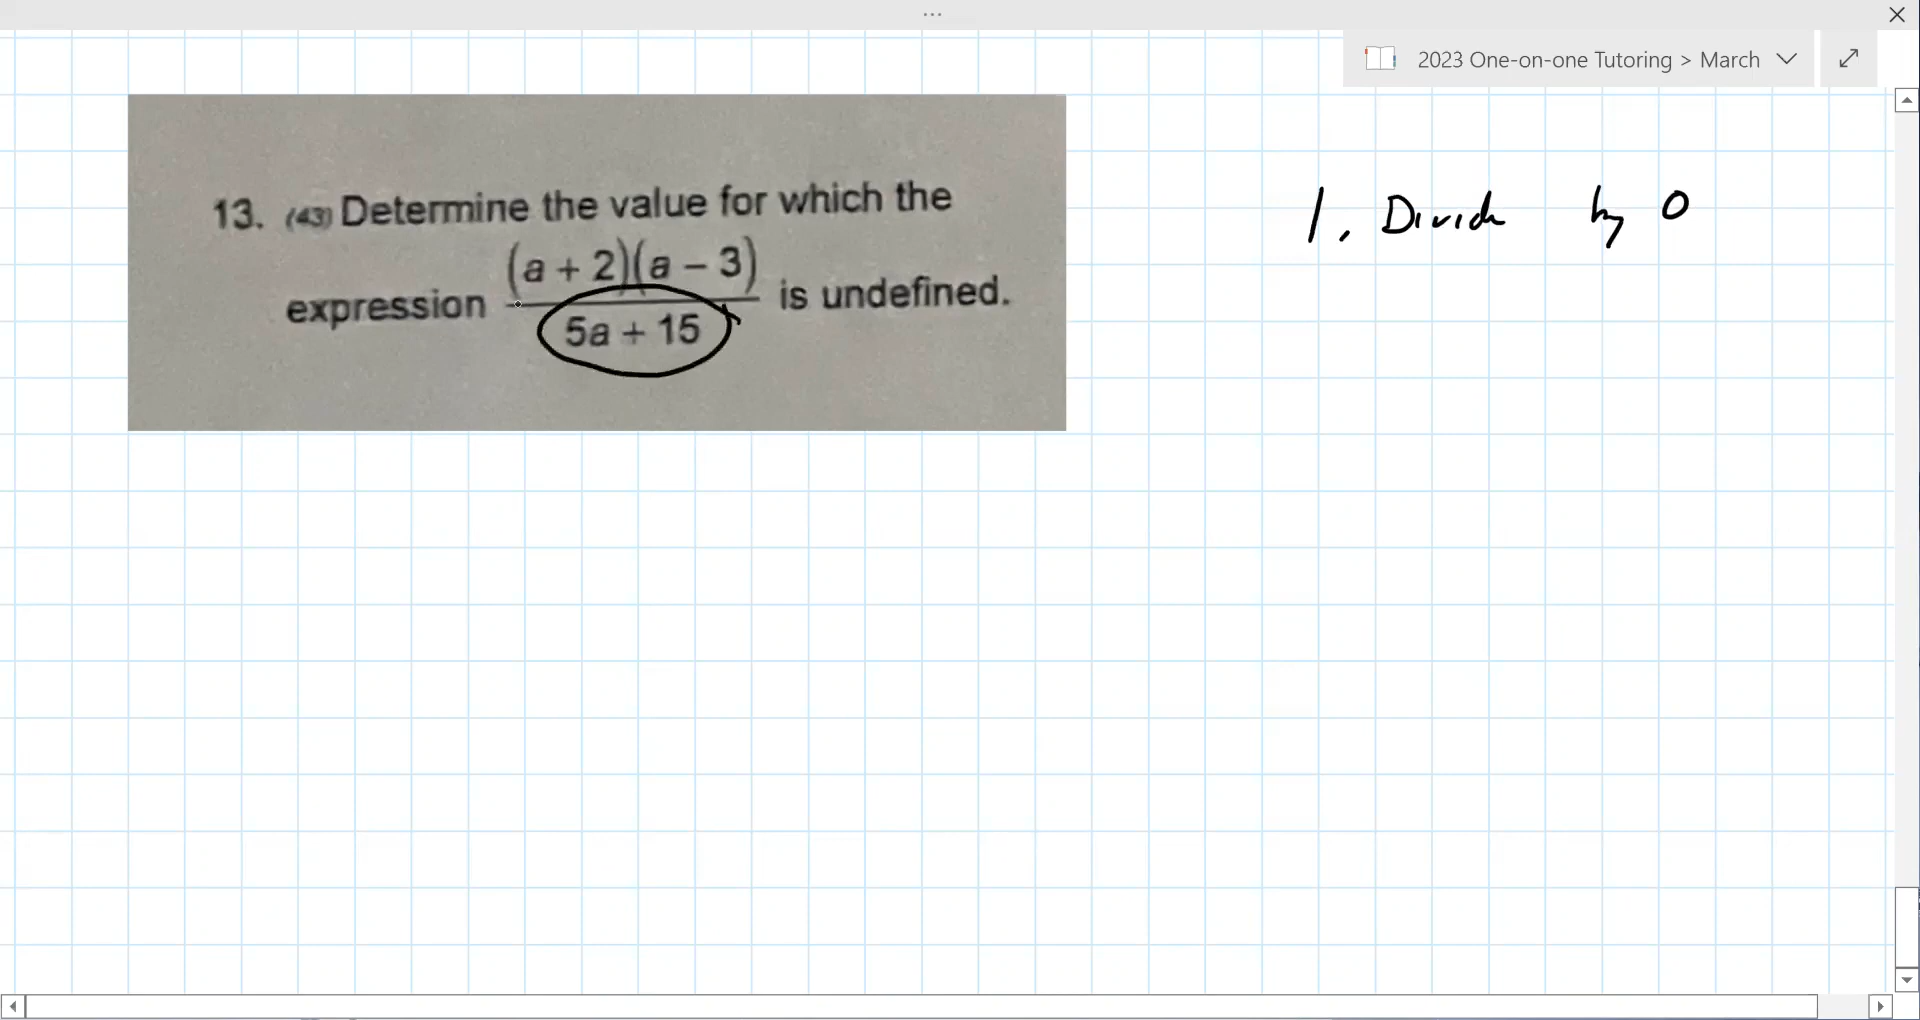 2023 One-on-one Tutoring > March
13. (43) Determine the value for which the
expression (a + 2)(a − 3) / 5a + 15 is undefined.
1. Divide by 0